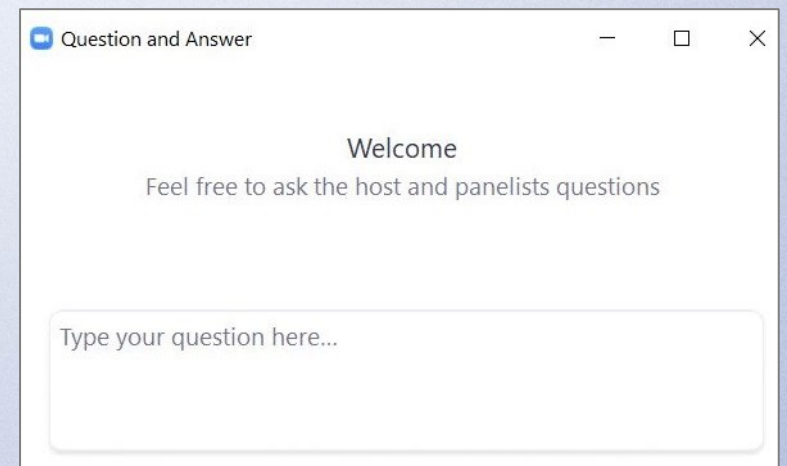 Question and Answer
Welcome
Feel free to ask the host and panelists questions
Type your question here...